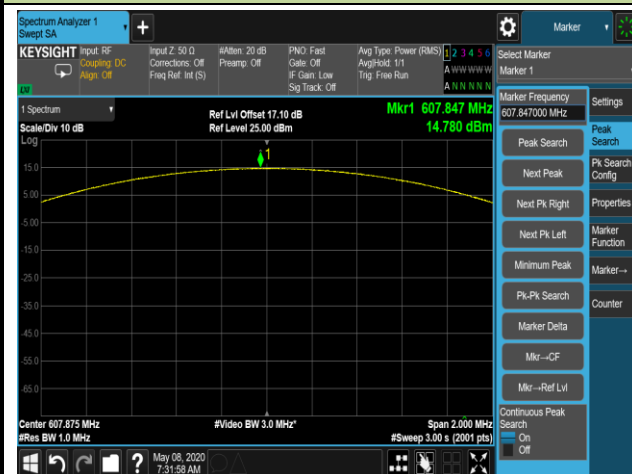 Spectrum Analyzer 1
Swept SA
Marker
KEYSIGHT
Input: RF
Coupling: DC
Align: Off
Input Z: 50 Ω
Corrections: Off
Freq Ref: Int (S)
#Atten: 20 dB
Preamp: Off
PNO: Fast
Gate: Off
IF Gain: Low
Sig Track: Off
Avg Type: Power (RMS)
Avg|Hold: 1/1
Trig: Free Run
1 2 3 4 5 6
A W W W W W
A N N N N N
Select Marker
Marker 1
1 Spectrum
Scale/Div 10 dB
Log
Ref Lvl Offset 17.10 dB
Ref Level 25.00 dBm
Mkr1 607.847 MHz
14.780 dBm
1
15.0
5.00
-5.00
-15.0
-25.0
-35.0
-45.0
-55.0
-65.0
Center 607.875 MHz
#Res BW 1.0 MHz
#Video BW 3.0 MHz*
Span 2.000 MHz
#Sweep 3.00 s (2001 pts)
Marker Frequency
607.847000 MHz
Peak Search
Next Peak
Next Pk Right
Next Pk Left
Minimum Peak
Pk-Pk Search
Marker Delta
Mkr→CF
Mkr→Ref Lvl
Continuous Peak
Search
On
Off
Settings
Peak
Search
Pk Search
Config
Properties
Marker
Function
Marker→
Counter
?
May 08, 2020
7:31:58 AM